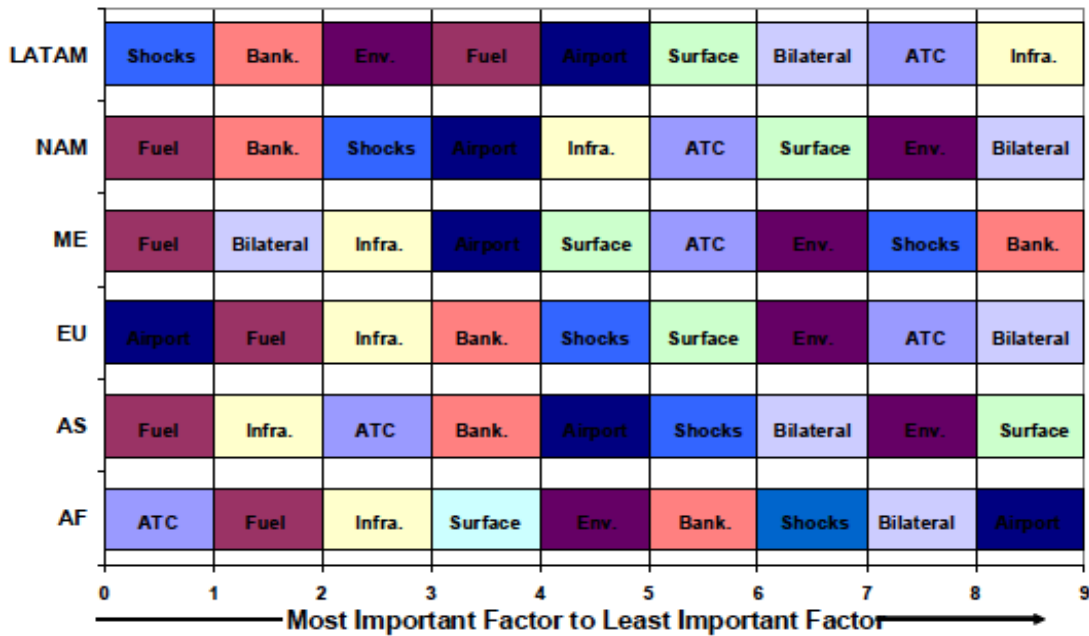 LATAM Shocks Bank. Env. Fuel Airport Surface Bilateral ATC Infra.
NAM Fuel Bank. Shocks Airport Infra. ATC Surface Env. Bilateral
ME Fuel Bilateral Infra. Airport Surface ATC Env. Shocks Bank.
EU Airport Fuel Infra. Bank. Shocks Surface Env. ATC Bilateral
AS Fuel Infra. ATC Bank. Airport Shocks Bilateral Env. Surface
AF ATC Fuel Infra. Surface Env. Bank. Shocks Bilateral Airport
0 1 2 3 4 5 6 7 8 9
Most Important Factor to Least Important Factor